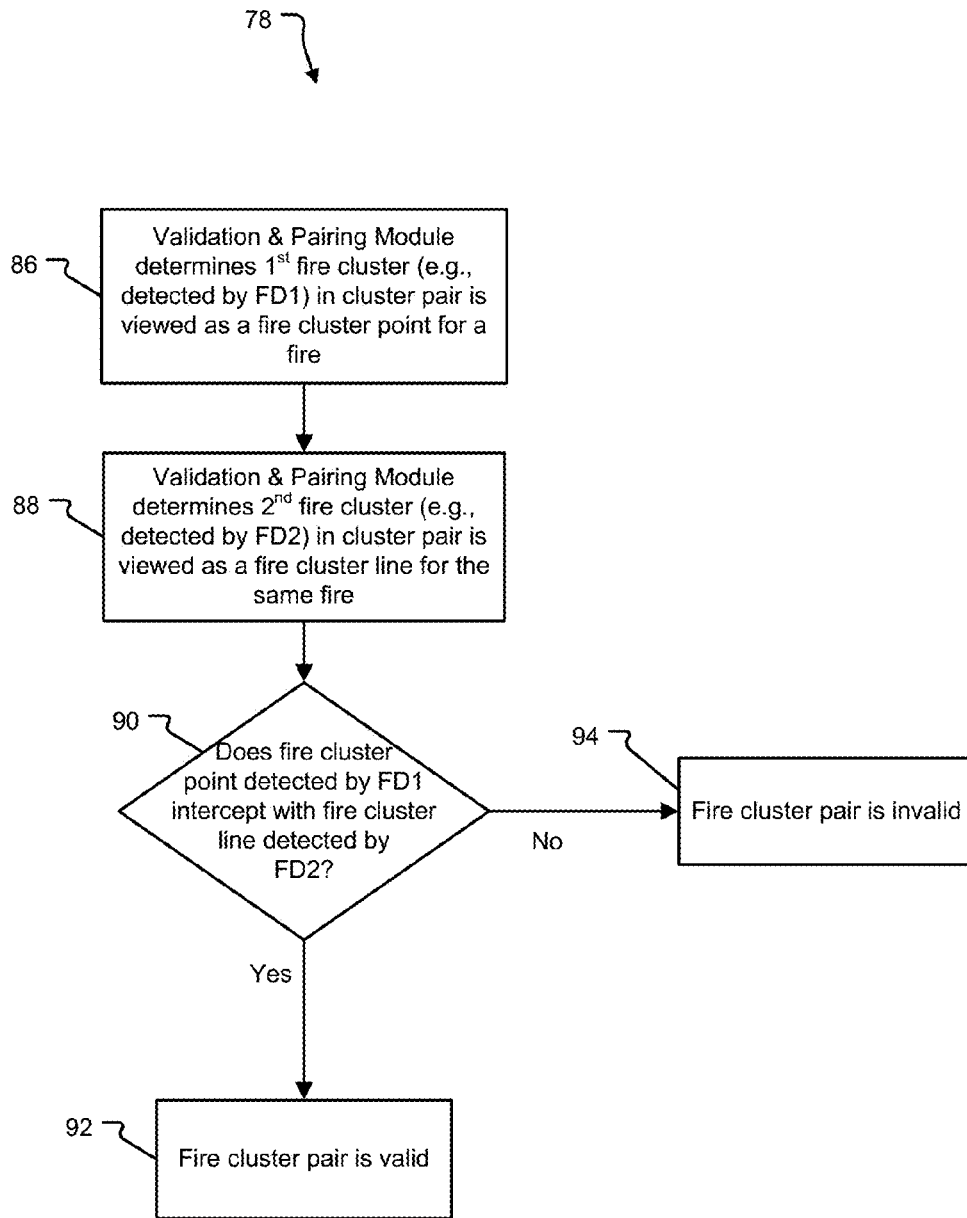 78
86
Validation & Pairing Module
determines 1st fire cluster (e.g.,
detected by FD1) in cluster pair is
viewed as a fire cluster point for a
fire
88
Validation & Pairing Module
determines 2nd fire cluster (e.g.,
detected by FD2) in cluster pair is
viewed as a fire cluster line for the
same fire
90
Does fire cluster
point detected by FD1
intercept with fire cluster
line detected by
FD2?
No
94
Fire cluster pair is invalid
Yes
92
Fire cluster pair is valid